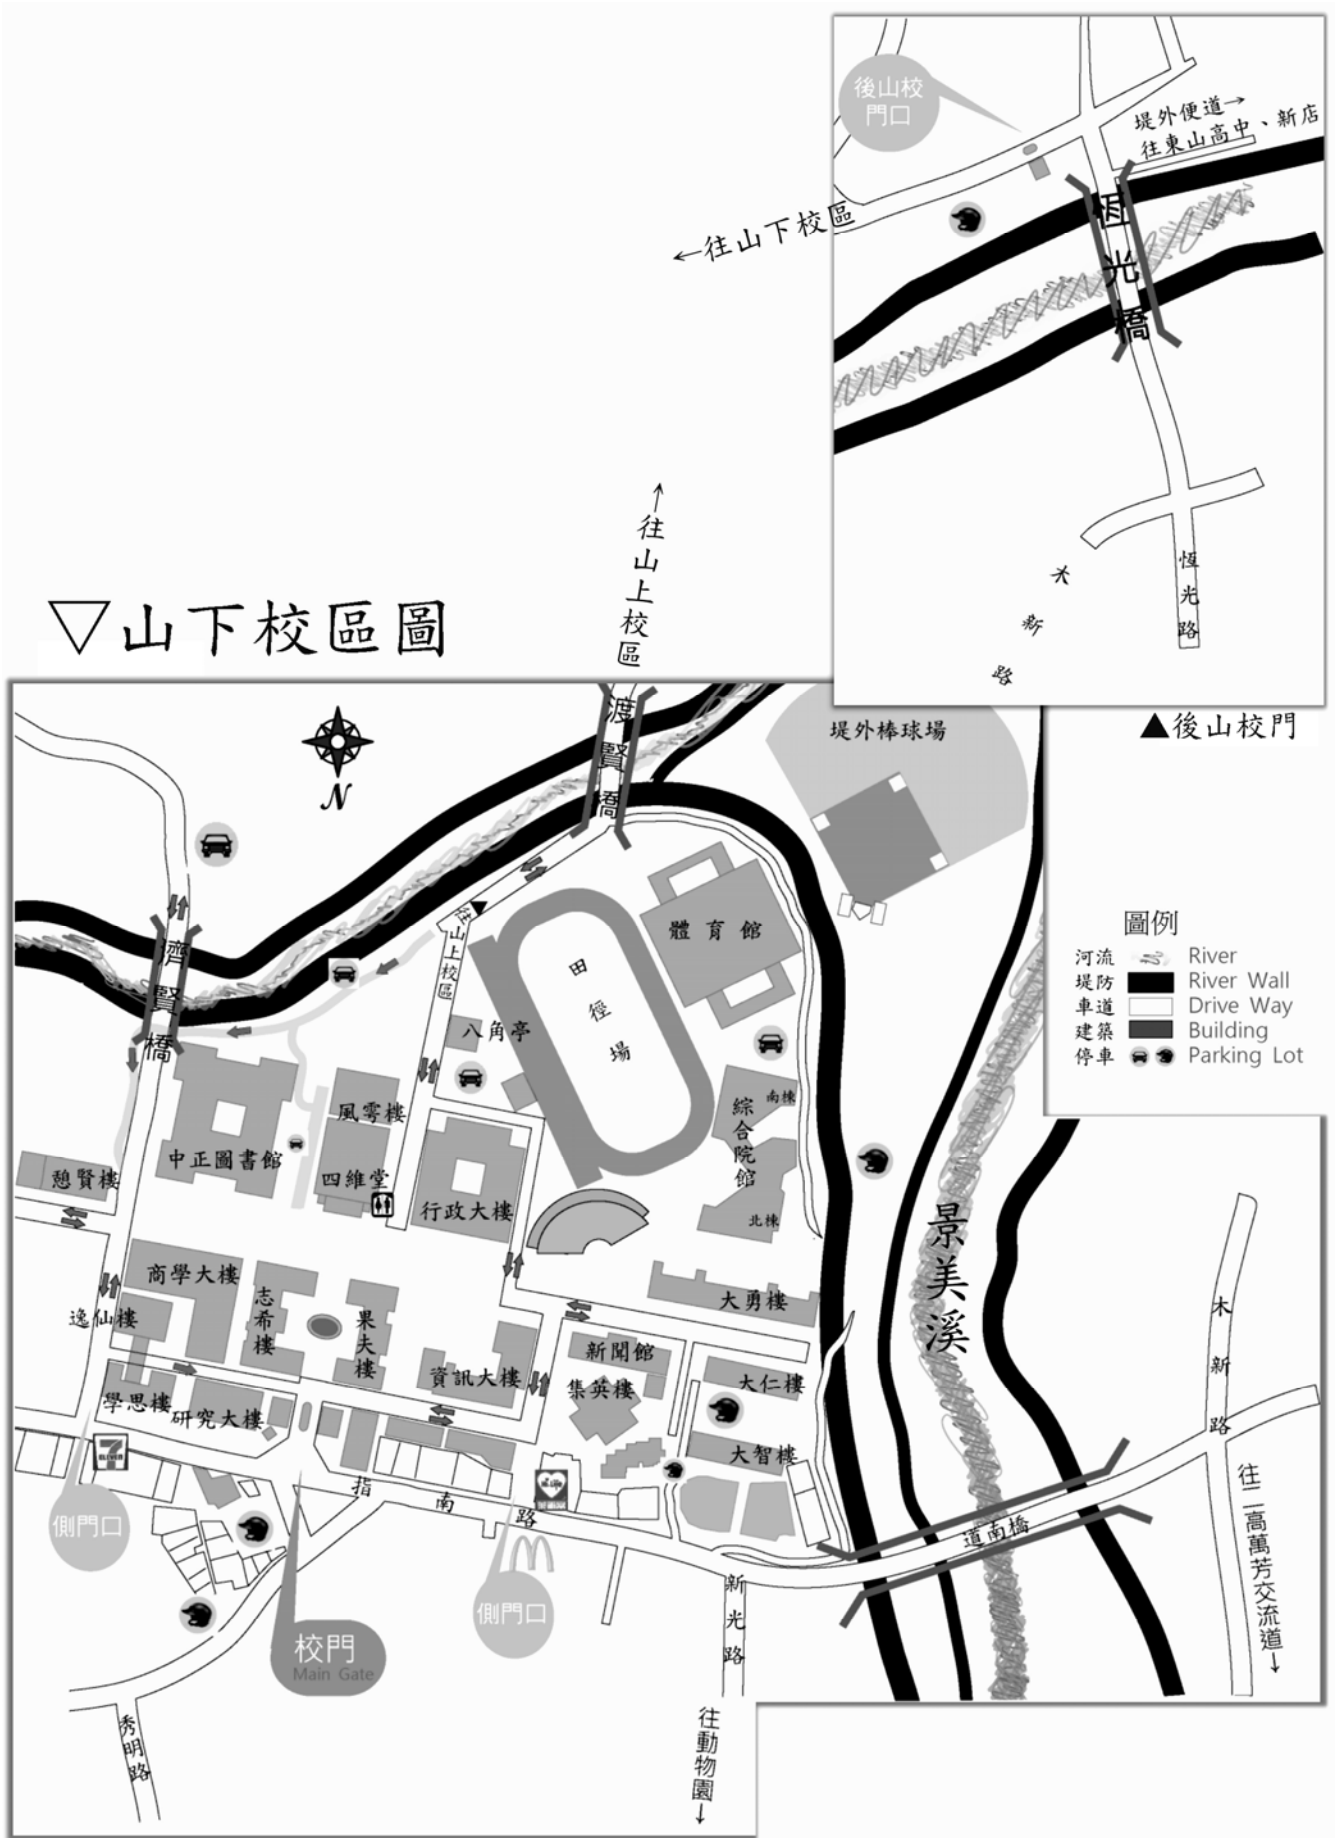 後山校
門口
堤外便道→
往東山高中、新店
←往山下校區
恆光橋
恆光路
木新路
▲後山校門
←往山上校區
▽山下校區圖
渡賢橋
堤外棒球場
N
濟賢橋
往山上校區
體育館
田徑場
八角亭
圖例
河流 River
堤防 River Wall
車道 Drive Way
建築 Building
停車 Parking Lot
風雩樓
南棟
綜合院館
北棟
中正圖書館
四維堂
憩賢樓
行政大樓
景美溪
商學大樓
志希樓
果夫樓
逸仙樓
大勇樓
新聞館
資訊大樓
集英樓
大仁樓
學思樓
研究大樓
大智樓
木新路
7
ELEVEN
側門口
指南路
側門口
道南橋
往二高萬芳交流道→
新光路
校門
Main Gate
秀明路
往動物園→